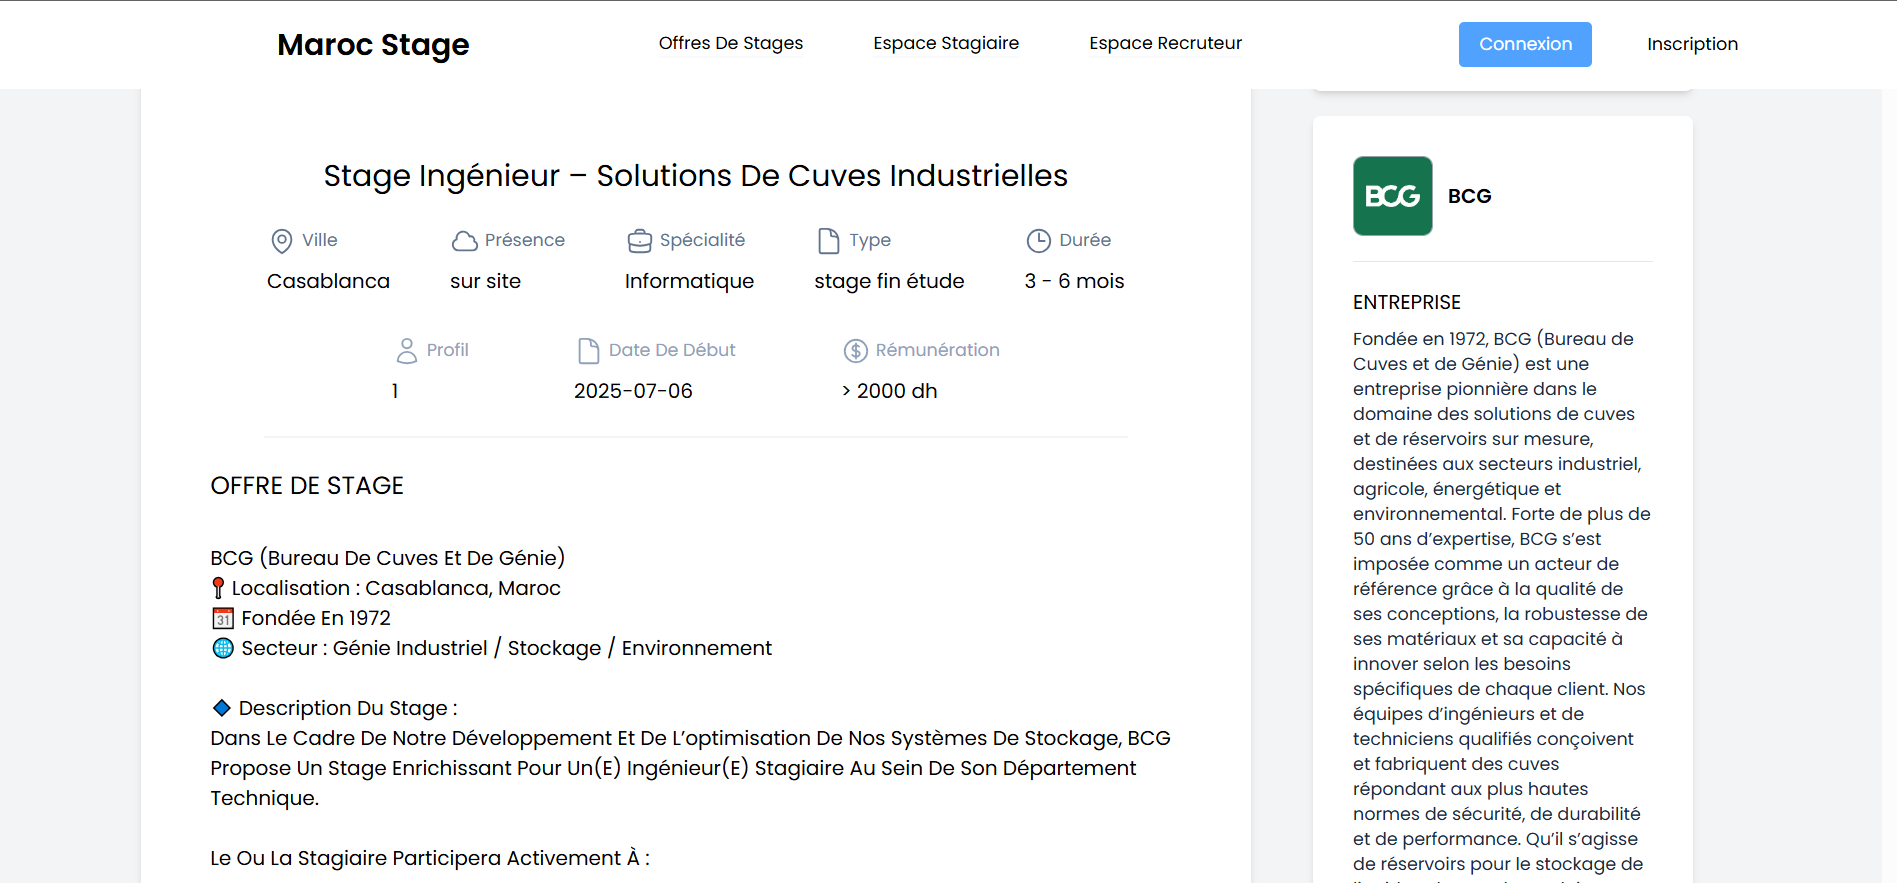 Maroc Stage
Offres De Stages
Espace Stagiaire
Espace Recruteur
Connexion
Inscription
Stage Ingénieur – Solutions De Cuves Industrielles
Ville
Présence
Spécialité
Type
Durée
Casablanca
sur site
Informatique
stage fin étude
3 - 6 mois
Profil
Date De Début
Rémunération
1
2025-07-06
> 2000 dh
OFFRE DE STAGE
BCG (Bureau De Cuves Et De Génie)
📍 Localisation : Casablanca, Maroc
📅 Fondée En 1972
🌐 Secteur : Génie Industriel / Stockage / Environnement
🔷 Description Du Stage :
Dans Le Cadre De Notre Développement Et De L’optimisation De Nos Systèmes De Stockage, BCG
Propose Un Stage Enrichissant Pour Un(E) Ingénieur(E) Stagiaire Au Sein De Son Département
Technique.
Le Ou La Stagiaire Participera Activement À :
BCG
BCG
ENTREPRISE
Fondée en 1972, BCG (Bureau de
Cuves et de Génie) est une
entreprise pionnière dans le
domaine des solutions de cuves
et de réservoirs sur mesure,
destinées aux secteurs industriel,
agricole, énergétique et
environnemental. Forte de plus de
50 ans d’expertise, BCG s’est
imposée comme un acteur de
référence grâce à la qualité de
ses conceptions, la robustesse de
ses matériaux et sa capacité à
innover selon les besoins
spécifiques de chaque client. Nos
équipes d’ingénieurs et de
techniciens qualifiés conçoivent
et fabriquent des cuves
répondant aux plus hautes
normes de sécurité, de durabilité
et de performance. Qu’il s’agisse
de réservoirs pour le stockage de